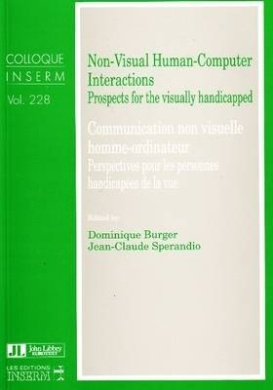 COLLOQUE
INSERM
Vol. 228
Non-Visual Human-Computer
Interactions
Prospects for the visually handicapped
Communication non visuelle
homme-ordinateur
Perspectives pour les personnes
handicapées de la vue
Edited by
Dominique Burger
Jean-Claude Sperandio
JL John Libbey
LES EDITIONS
INSERM